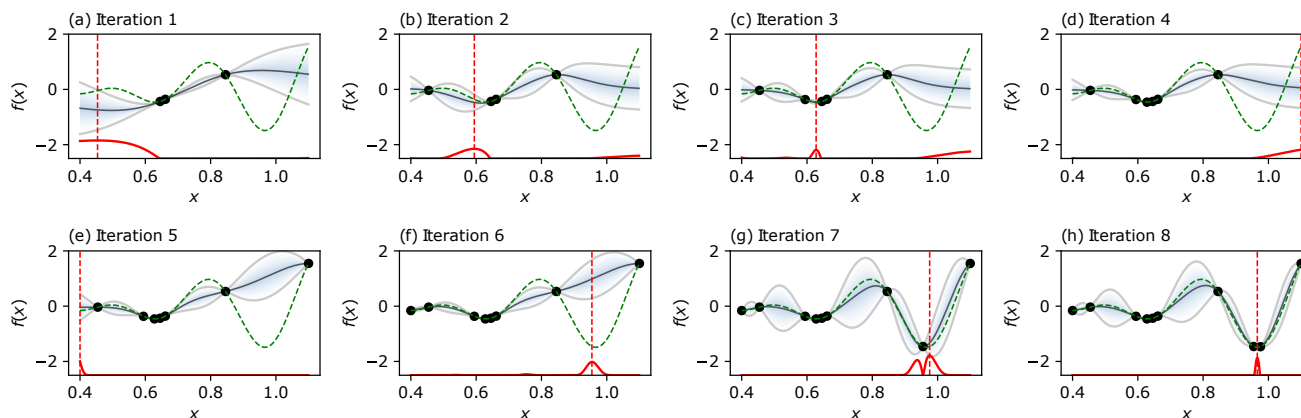 (a) Iteration 1
(b) Iteration 2
(c) Iteration 3
(d) Iteration 4
2
0
−2
f(x)
0.4 0.6 0.8 1.0
x
2
0
−2
f(x)
0.4 0.6 0.8 1.0
x
2
0
−2
f(x)
0.4 0.6 0.8 1.0
x
2
0
−2
f(x)
0.4 0.6 0.8 1.0
x
(e) Iteration 5
(f) Iteration 6
(g) Iteration 7
(h) Iteration 8
2
0
−2
f(x)
0.4 0.6 0.8 1.0
x
2
0
−2
f(x)
0.4 0.6 0.8 1.0
x
2
0
−2
f(x)
0.4 0.6 0.8 1.0
x
2
0
−2
f(x)
0.4 0.6 0.8 1.0
x